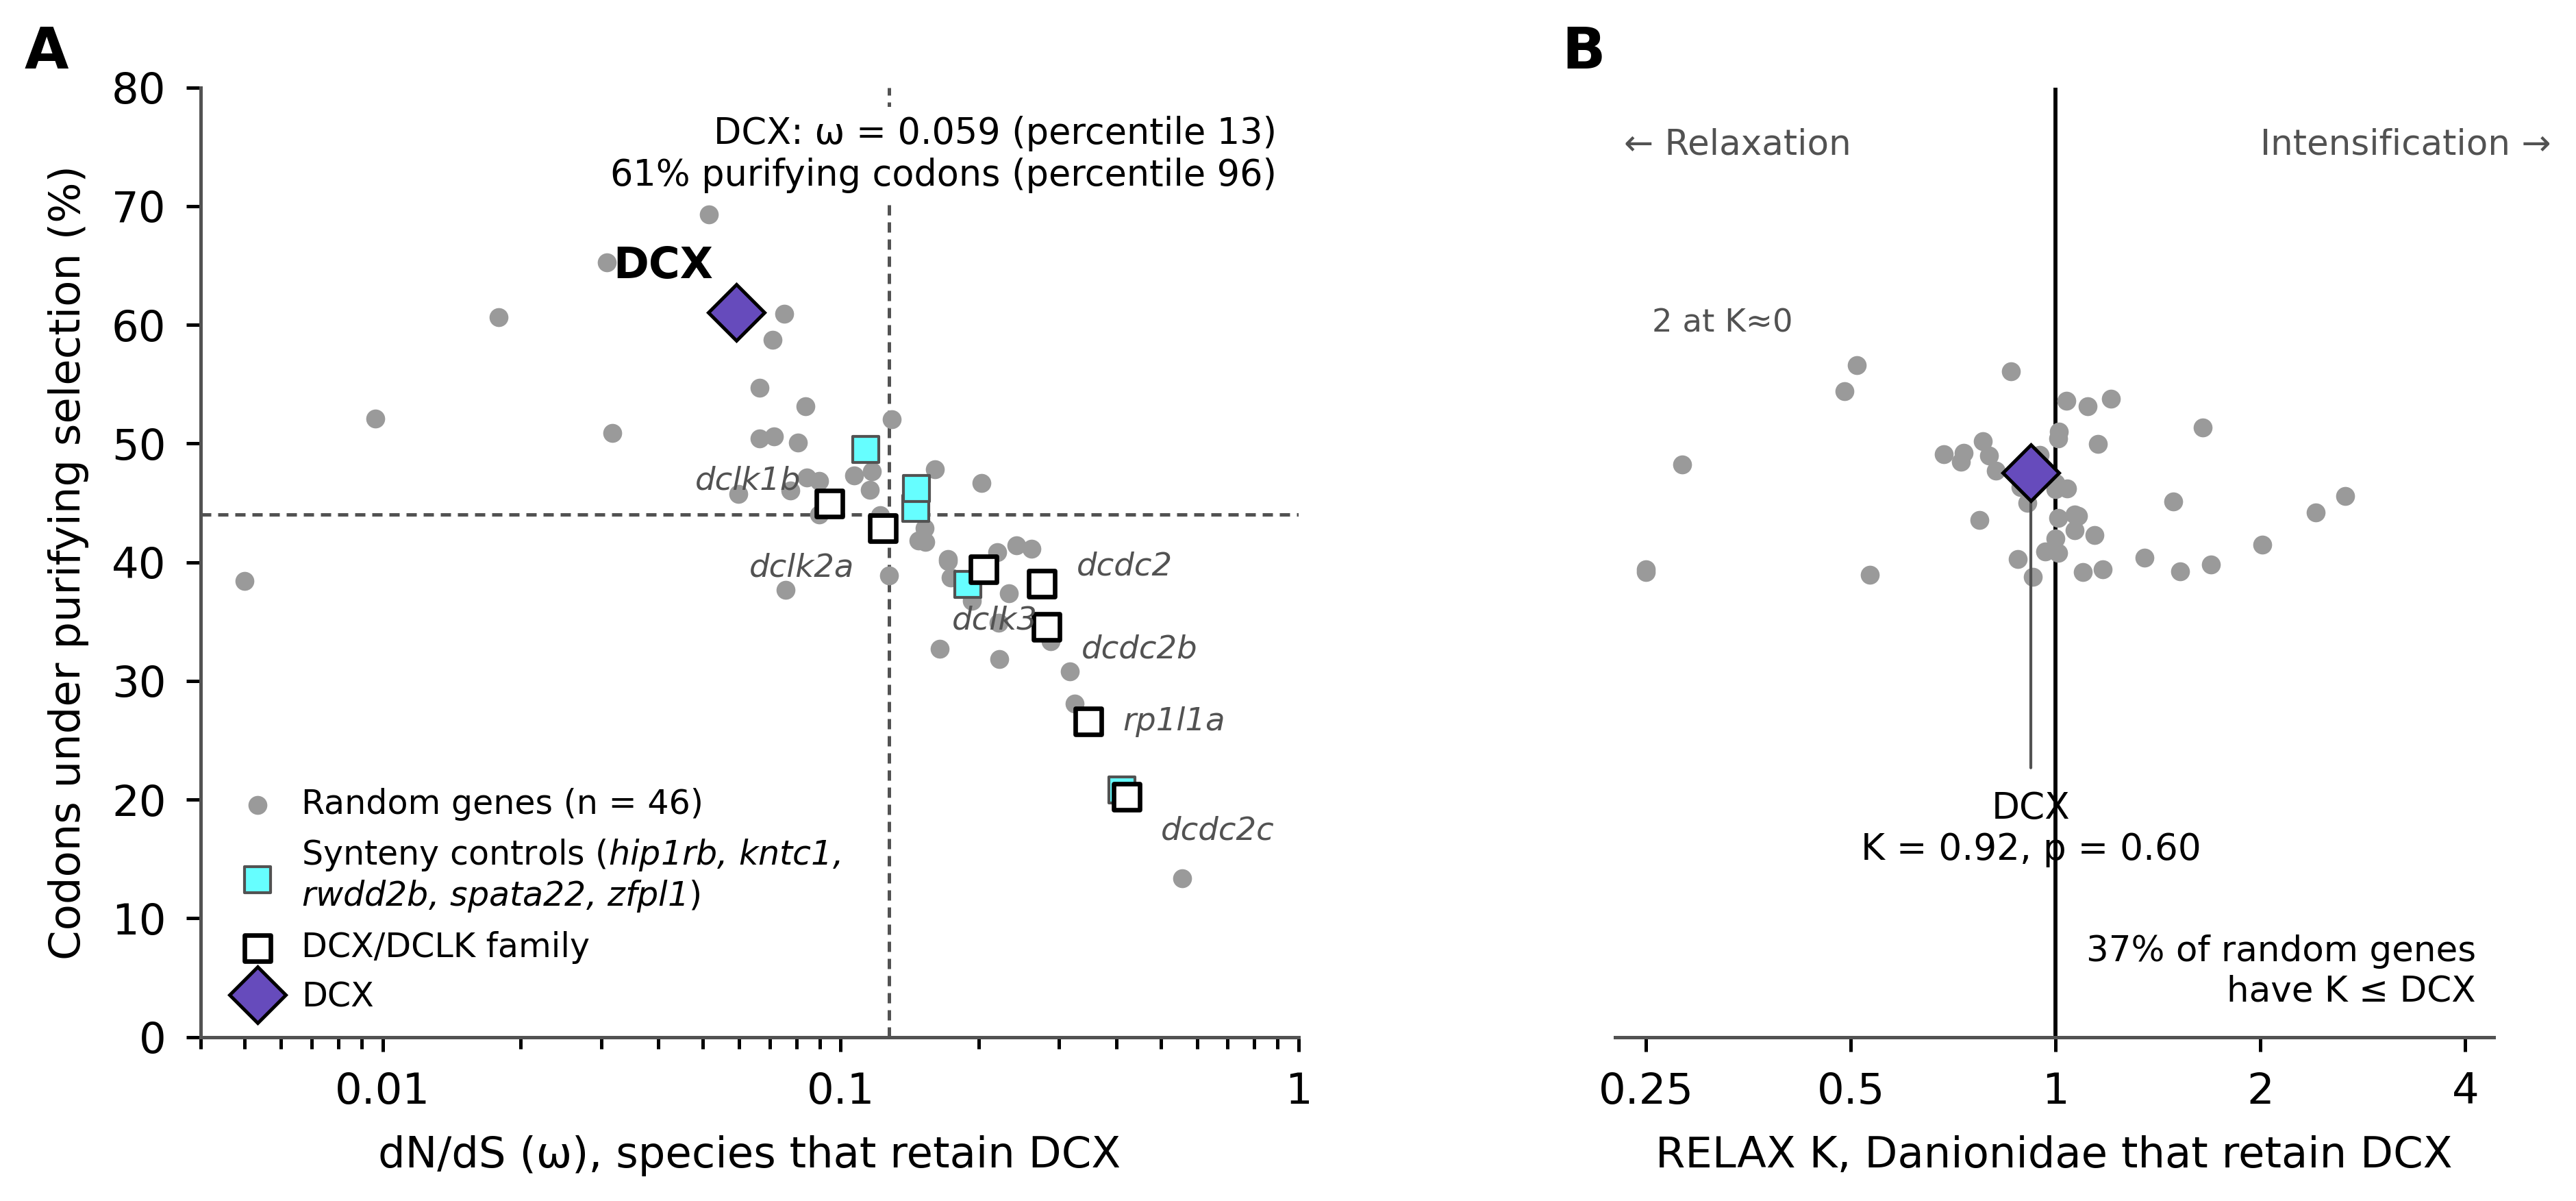 A
80
70
60
50
40
30
20
10
0
Codons under purifying selection (%)
DCX: ω = 0.059 (percentile 13)
61% purifying codons (percentile 96)
DCX
dclk1b
dclk2a
dcdc2
dclk3
dcdc2b
rp1l1a
dcdc2c
Random genes (n = 46)
Synteny controls (hip1rb, kntc1,
rwdd2b, spata22, zfpl1)
DCX/DCLK family
DCX
0.01
0.1
1
dN/dS (ω), species that retain DCX
B
← Relaxation
Intensification →
2 at K≈0
DCX
K = 0.92, p = 0.60
37% of random genes
have K ≤ DCX
0.25
0.5
1
2
4
RELAX K, Danionidae that retain DCX